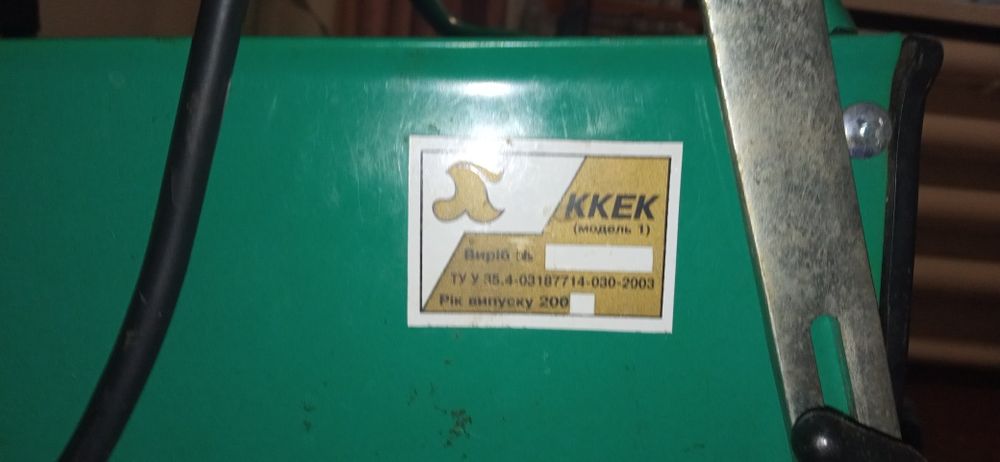 ККЕК
(модель 1)
Виріб №
ТУ У 35.4-03187714-030-2003
Рік випуску 200